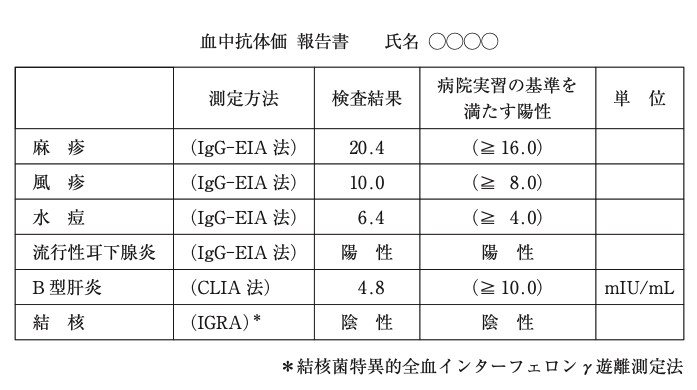 血中抗体価 報告書　　氏名 〇〇〇〇
測定方法　検査結果　病院実習の基準を満たす陽性　単　位
麻　疹　(IgG-EIA 法)　20.4　(≧ 16.0)
風　疹　(IgG-EIA 法)　10.0　(≧ 8.0)
水　痘　(IgG-EIA 法)　6.4　(≧ 4.0)
流行性耳下腺炎　(IgG-EIA 法)　陽　性　陽　性
B 型肝炎　(CLIA 法)　4.8　(≧ 10.0)　mIU/mL
結　核　(IGRA)*　陰　性　陰　性
＊結核菌特異的全血インターフェロンγ遊離測定法